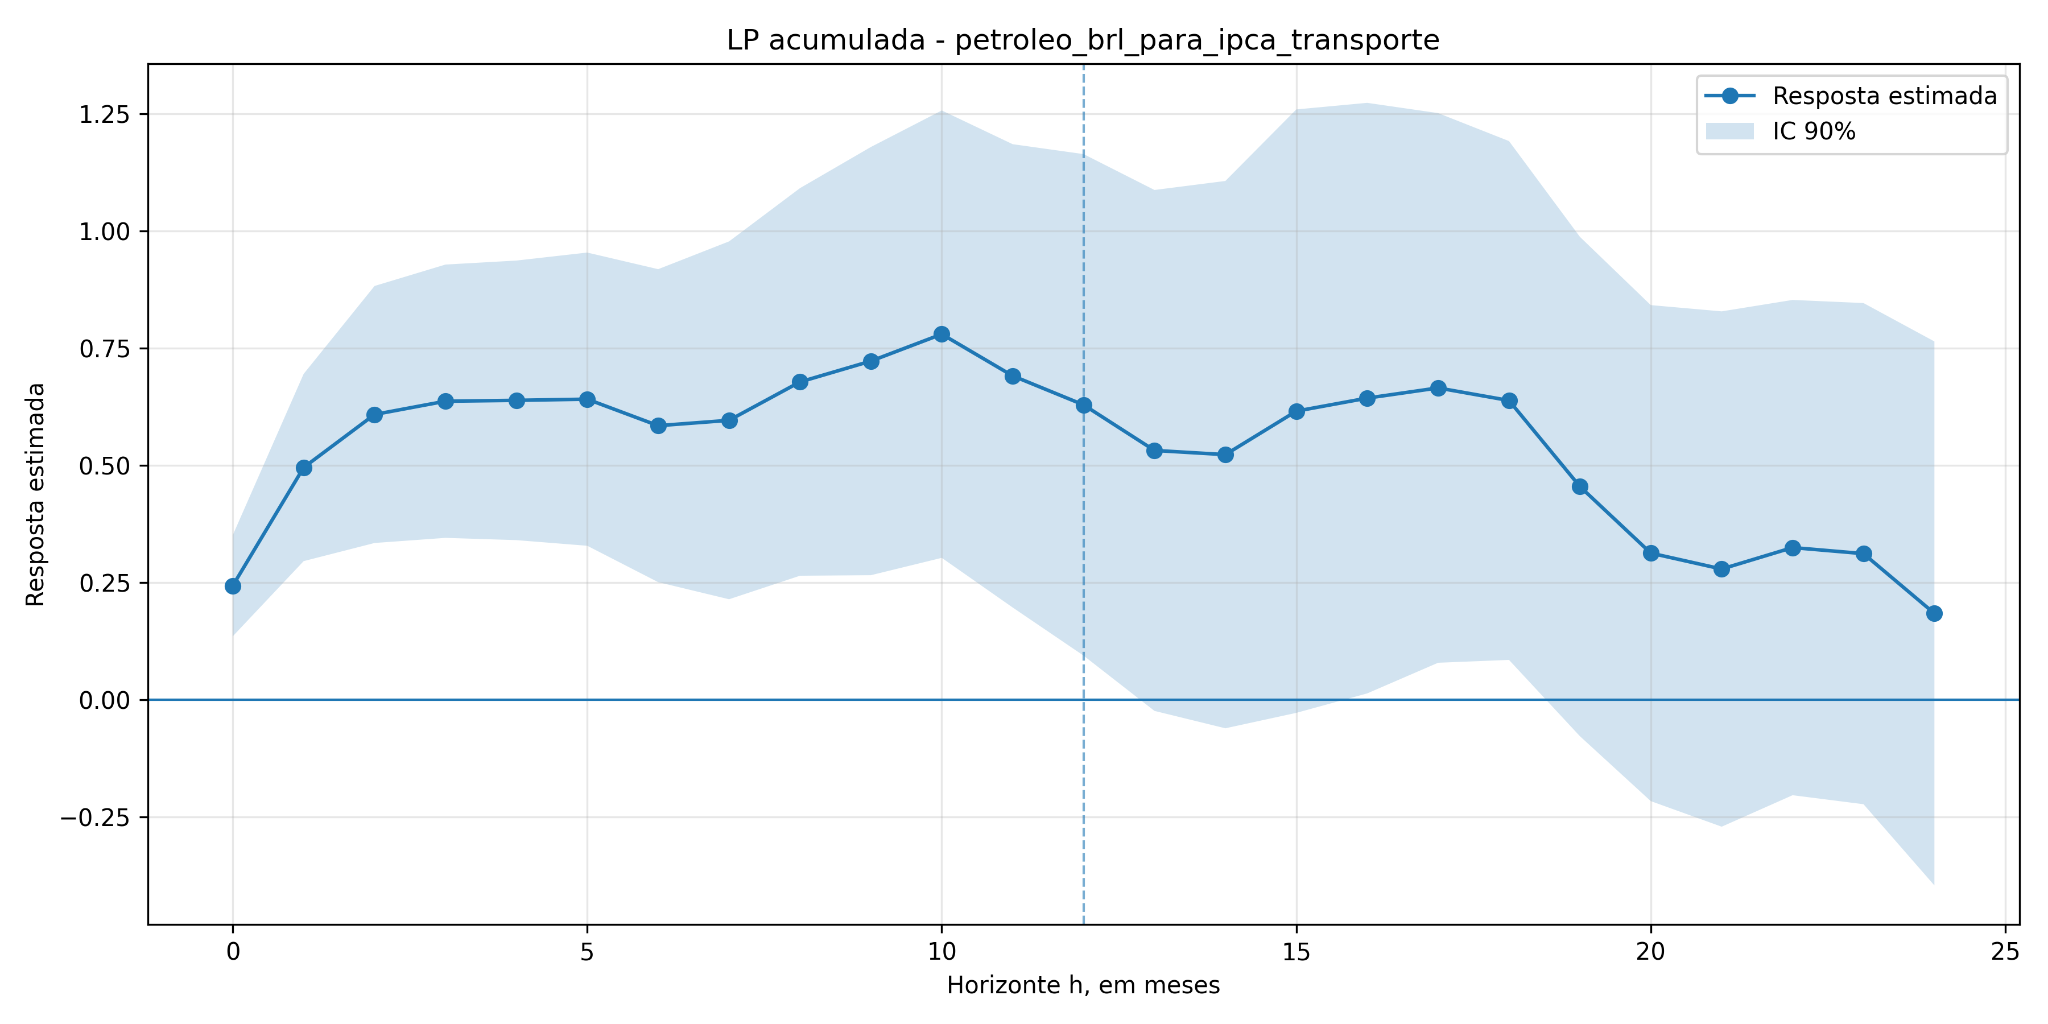 LP acumulada - petroleo_brl_para_ipca_transporte
Resposta estimada
IC 90%
Resposta estimada
1.25
1.00
0.75
0.50
0.25
0.00
−0.25
0
5
10
15
20
25
Horizonte h, em meses